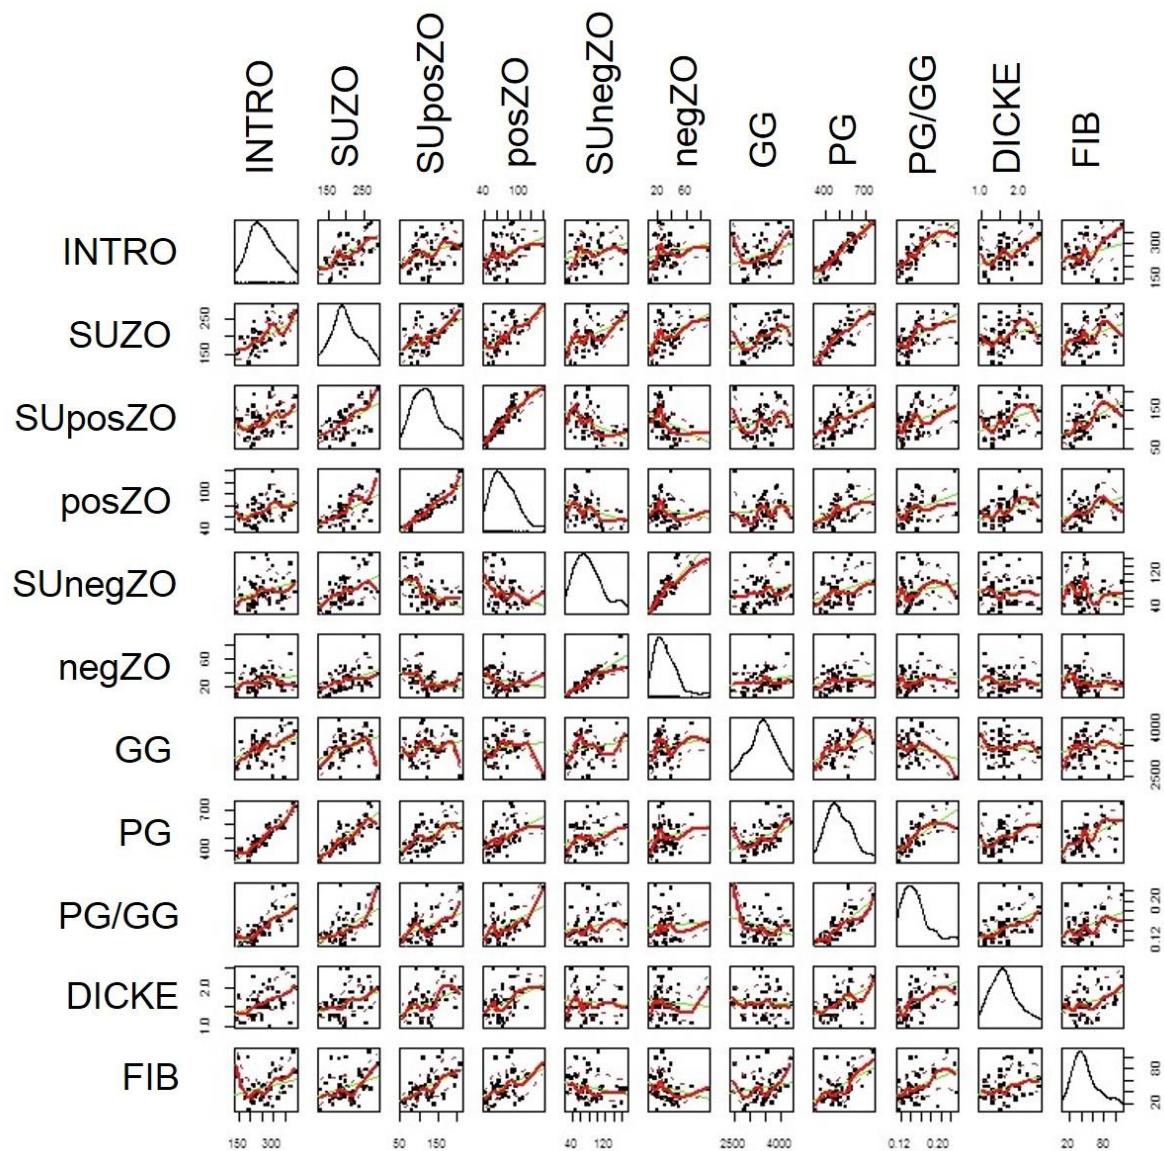 INTRO SUZO SUposZO posZO SUnegZO negZO GG PG PG/GG DICKE FIB
150 250 40 100 20 60 400 700 1.0 2.0
INTRO 150 300
SUZO 150 250
SUposZO 50 150
posZO 40 100
SUnegZO 40 120
negZO 20 60
GG 2500 4000
PG 400 700
PG/GG 0.12 0.20
DICKE 1.0 2.0
FIB 20 80
150 300 50 150 40 120 2500 4000 0.12 0.20 20 80